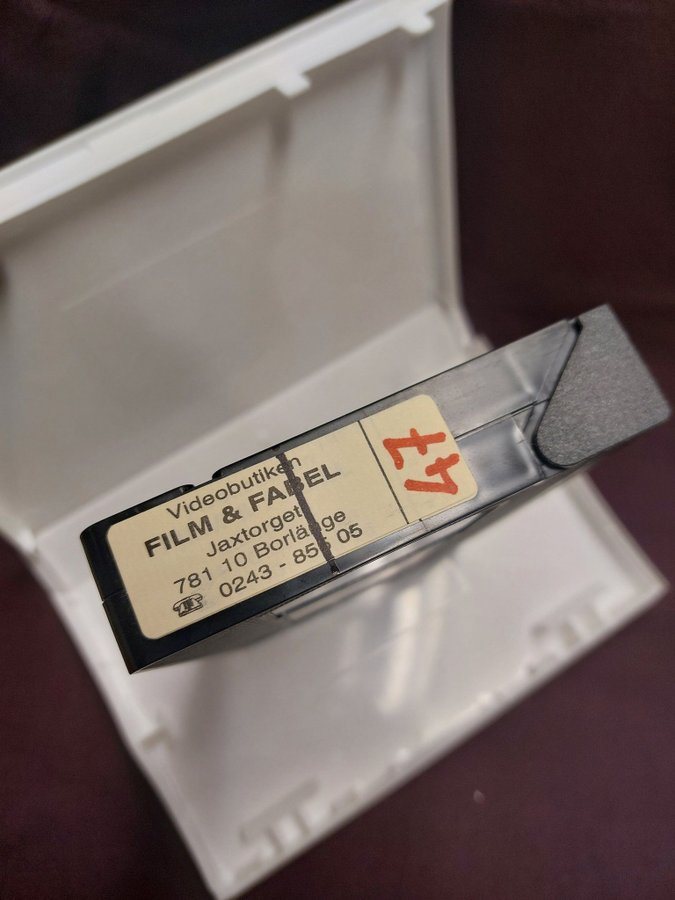 Videobutiken
FILM & FABEL
Jaxtorget
781 10 Borlänge
0243 - 05
47